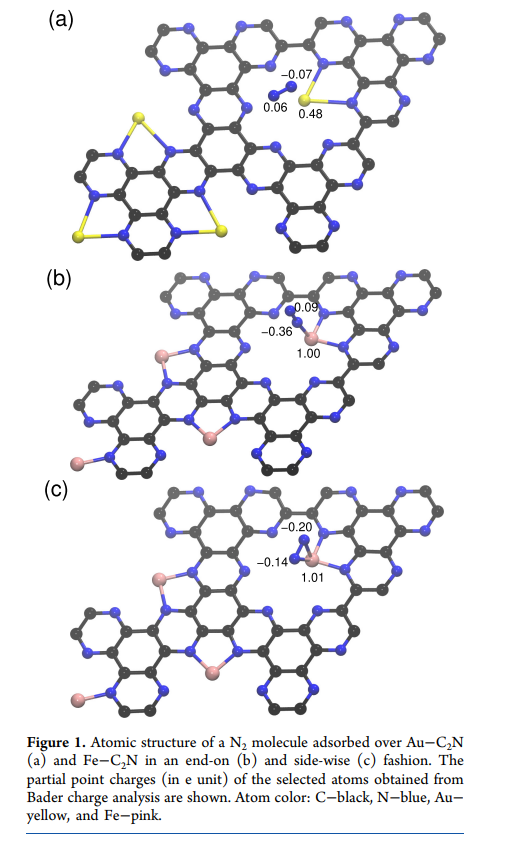 (a)
−0.07
0.06
0.48
(b)
0.09
−0.36
1.00
(c)
−0.20
−0.14
1.01
Figure 1. Atomic structure of a N₂ molecule adsorbed over Au−C₂N
(a) and Fe−C₂N in an end-on (b) and side-wise (c) fashion. The
partial point charges (in e unit) of the selected atoms obtained from
Bader charge analysis are shown. Atom color: C−black, N−blue, Au−
yellow, and Fe−pink.